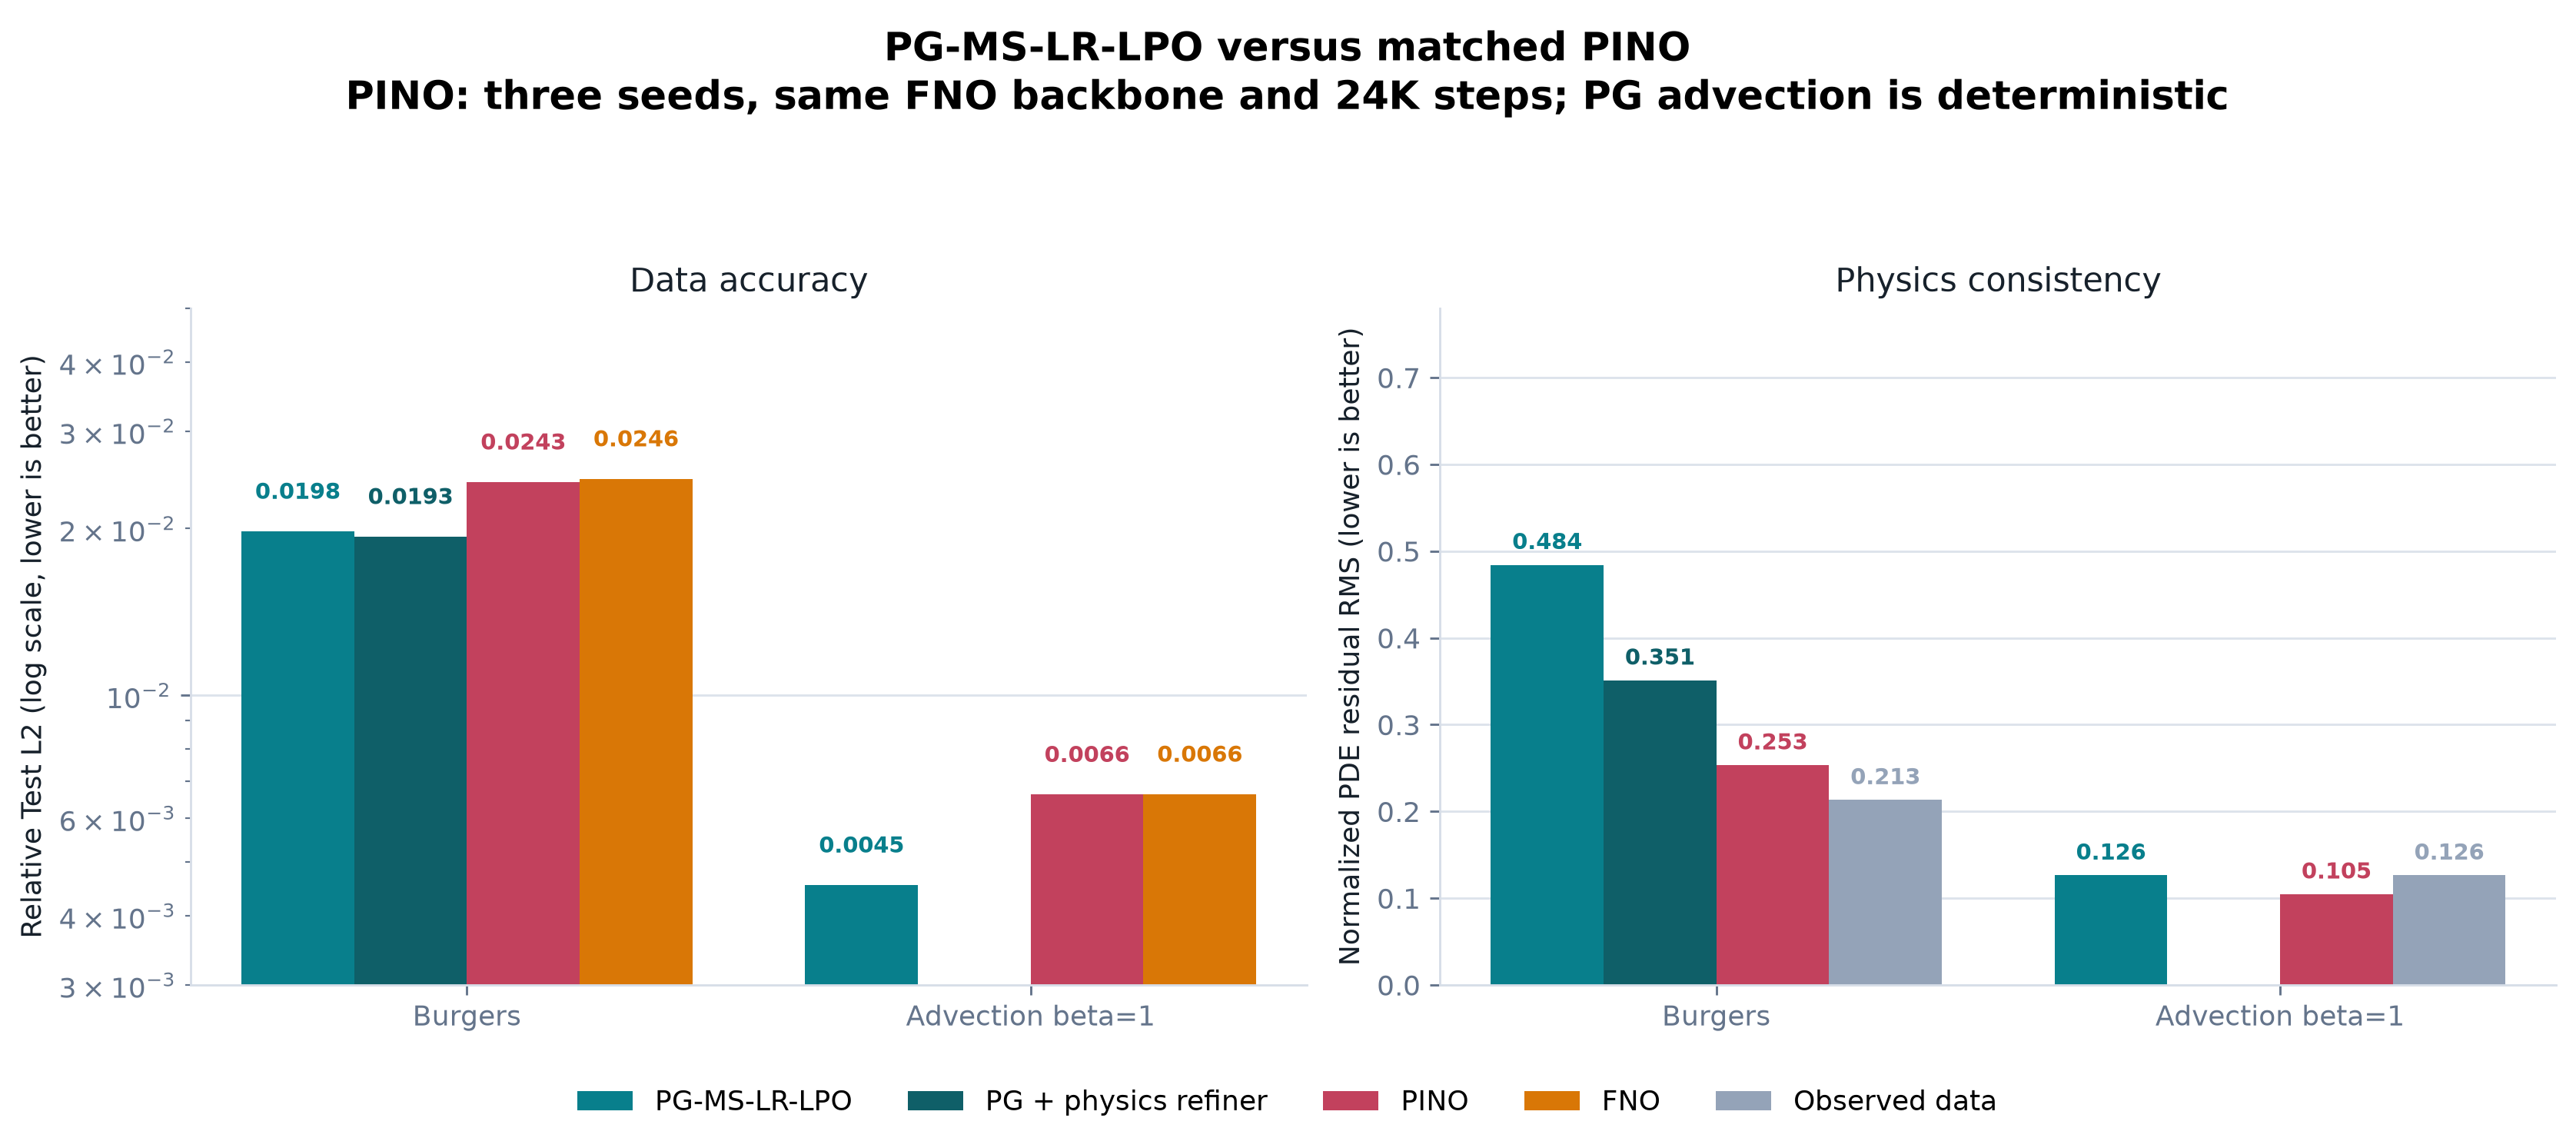 PG-MS-LR-LPO versus matched PINO
PINO: three seeds, same FNO backbone and 24K steps; PG advection is deterministic
Data accuracy
Relative Test L2 (log scale, lower is better)
4 × 10⁻²
3 × 10⁻²
2 × 10⁻²
10⁻²
6 × 10⁻³
4 × 10⁻³
3 × 10⁻³
0.0198
0.0193
0.0243
0.0246
0.0045
0.0066
0.0066
Burgers
Advection beta=1
Physics consistency
Normalized PDE residual RMS (lower is better)
0.7
0.6
0.5
0.4
0.3
0.2
0.1
0.0
0.484
0.351
0.253
0.213
0.126
0.105
0.126
Burgers
Advection beta=1
PG-MS-LR-LPO
PG + physics refiner
PINO
FNO
Observed data